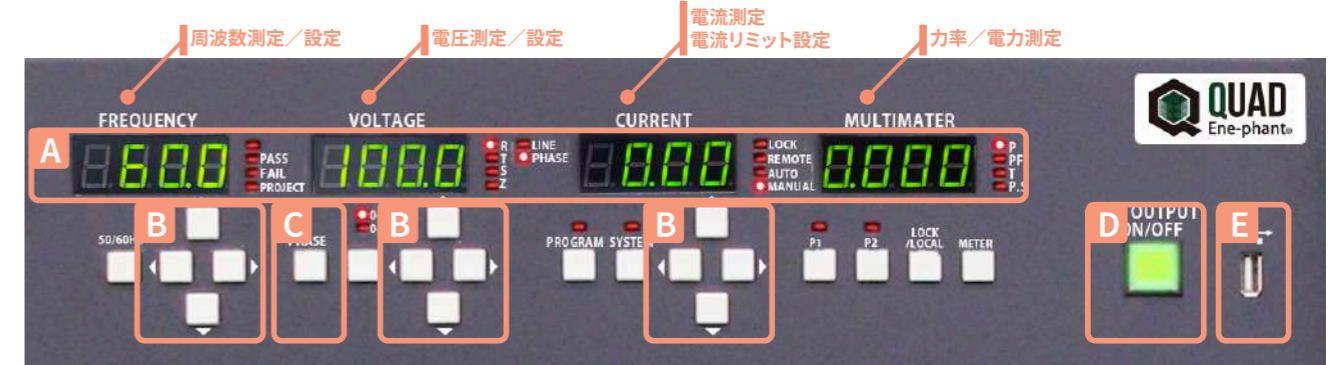 周波数測定／設定
電圧測定／設定
電流測定
電流リミット設定
力率／電力測定
QUAD
Ene-phant
FREQUENCY
VOLTAGE
CURRENT
MULTIMATER
A
60.0
PASS
FAIL
PROJECT
100.0
R
T
S
Z
LINE
PHASE
0.00
LOCK
REMOTE
AUTO
MANUAL
0.000
P
PF
T
P.S
B
C
B
B
D
E
OUTPUT
ON/OFF
50/60H
PROGRAM
SYSTE
P1
P2
LOCK
/LOCAL
METER